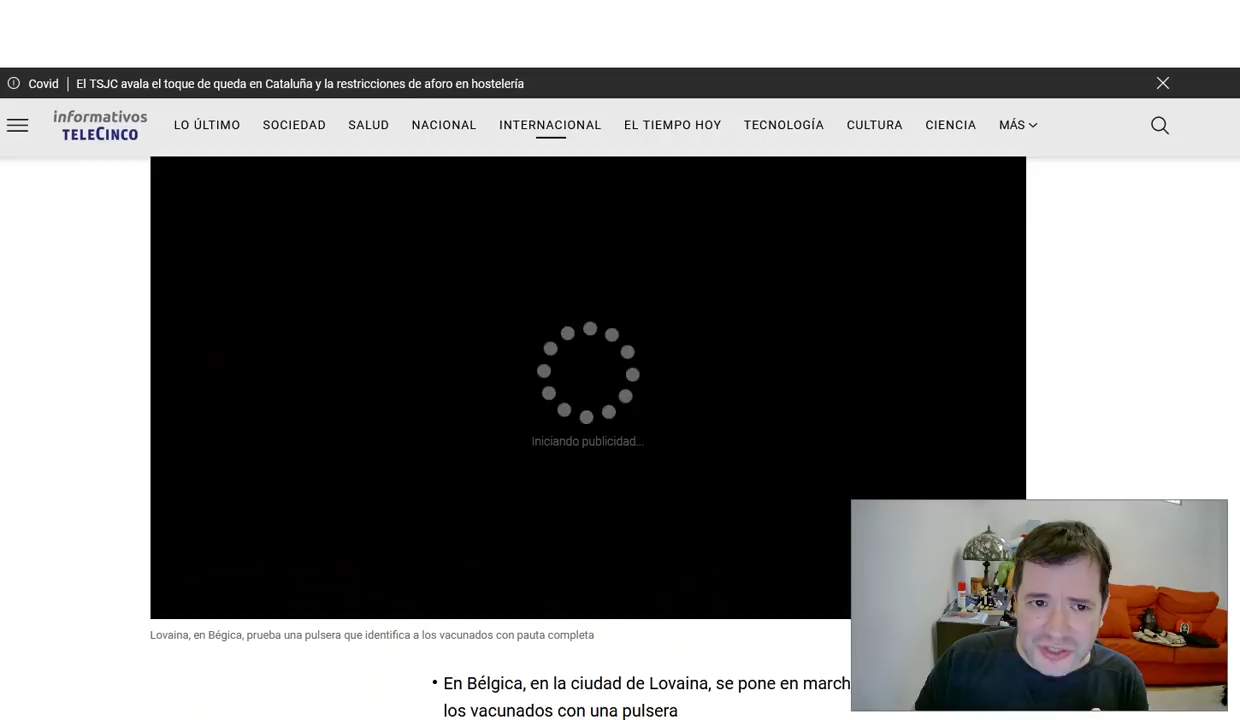 Covid | El TSJC avala el toque de queda en Cataluña y la restricciones de aforo en hostelería
informativos
TELECINCO
LO ÚLTIMO SOCIEDAD SALUD NACIONAL INTERNACIONAL EL TIEMPO HOY TECNOLOGÍA CULTURA CIENCIA MÁS
Iniciando publicidad...
Lovaina, en Bégica, prueba una pulsera que identifica a los vacunados con pauta completa
• En Bélgica, en la ciudad de Lovaina, se pone en march
los vacunados con una pulsera